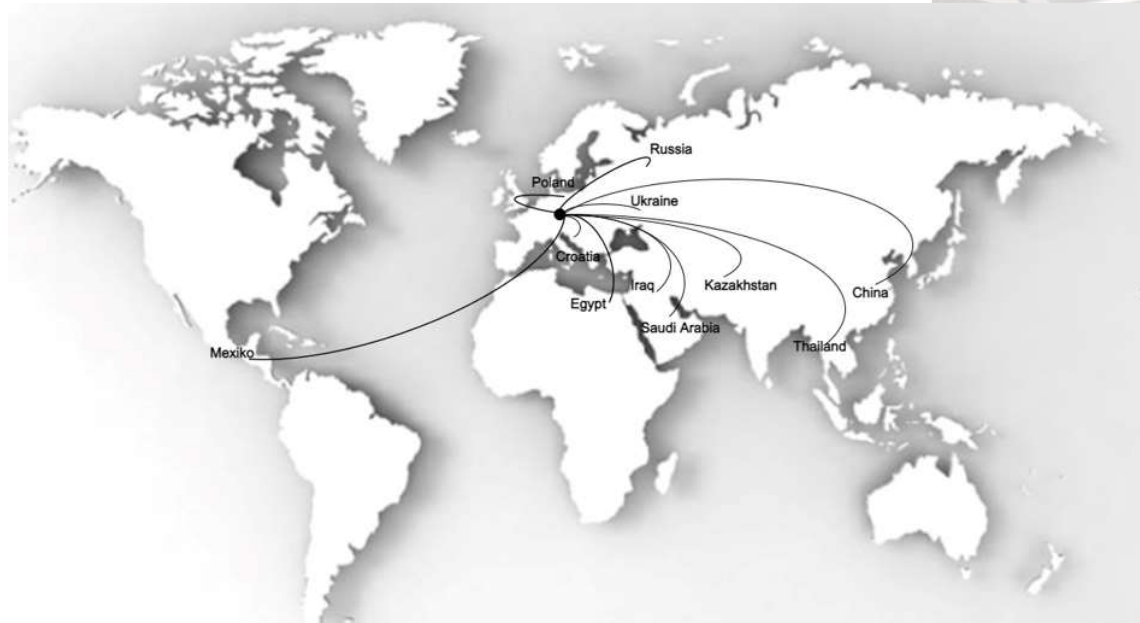 Russia
Poland
Ukraine
Croatia
Iraq
Kazakhstan
China
Egypt
Saudi Arabia
Thailand
Mexiko